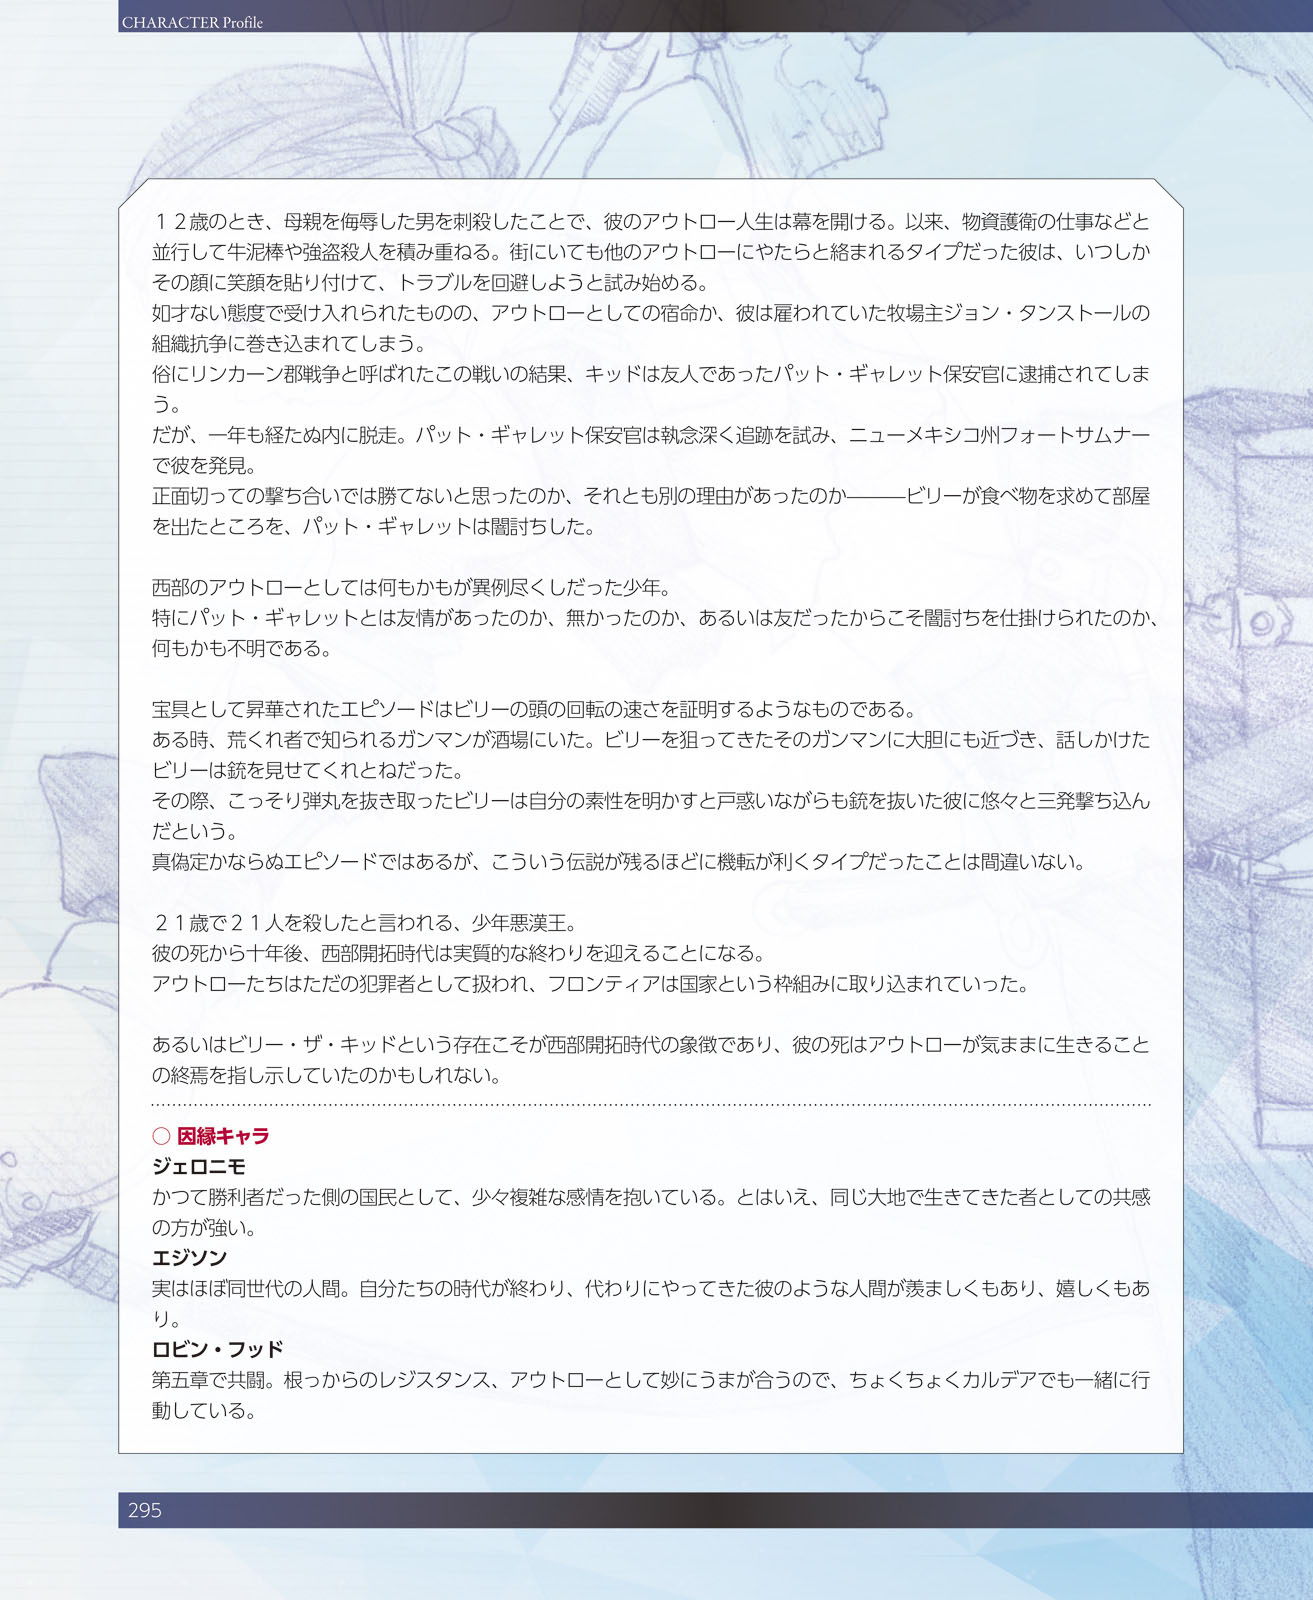 CHARACTER Profile
１２歳のとき、母親を侮辱した男を刺殺したことで、彼のアウトロー人生は幕を開ける。以来、物資護衛の仕事などと
並行して牛泥棒や強盗殺人を積み重ねる。街にいても他のアウトローにやたらと絡まれるタイプだった彼は、いつしか
その顔に笑顔を貼り付けて、トラブルを回避しようと試み始める。
如才ない態度で受け入れられたものの、アウトローとしての宿命か、彼は雇われていた牧場主ジョン・タンストールの
組織抗争に巻き込まれてしまう。
俗にリンカーン郡戦争と呼ばれたこの戦いの結果、キッドは友人であったパット・ギャレット保安官に逮捕されてしま
う。
だが、一年も経たぬ内に脱走。パット・ギャレット保安官は執念深く追跡を試み、ニューメキシコ州フォートサムナー
で彼を発見。
正面切っての撃ち合いでは勝てないと思ったのか、それとも別の理由があったのか―――ビリーが食べ物を求めて部屋
を出たところを、パット・ギャレットは闇討ちした。
西部のアウトローとしては何もかもが異例尽くしだった少年。
特にパット・ギャレットとは友情があったのか、無かったのか、あるいは友だったからこそ闇討ちを仕掛けられたのか、
何もかも不明である。
宝具として昇華されたエピソードはビリーの頭の回転の速さを証明するようなものである。
ある時、荒くれ者で知られるガンマンが酒場にいた。ビリーを狙ってきたそのガンマンに大胆にも近づき、話しかけた
ビリーは銃を見せてくれとねだった。
その際、こっそり弾丸を抜き取ったビリーは自分の素性を明かすと戸惑いながらも銃を抜いた彼に悠々と三発撃ち込ん
だという。
真偽定かならぬエピソードではあるが、こういう伝説が残るほどに機転が利くタイプだったことは間違いない。
２１歳で２１人を殺したと言われる、少年悪漢王。
彼の死から十年後、西部開拓時代は実質的な終わりを迎えることになる。
アウトローたちはただの犯罪者として扱われ、フロンティアは国家という枠組みに取り込まれていった。
あるいはビリー・ザ・キッドという存在こそが西部開拓時代の象徴であり、彼の死はアウトローが気ままに生きること
の終焉を指し示していたのかもしれない。
○ 因縁キャラ
ジェロニモ
かつて勝利者だった側の国民として、少々複雑な感情を抱いている。とはいえ、同じ大地で生きてきた者としての共感
の方が強い。
エジソン
実はほぼ同世代の人間。自分たちの時代が終わり、代わりにやってきた彼のような人間が羨ましくもあり、嬉しくもあ
り。
ロビン・フッド
第五章で共闘。根っからのレジスタンス、アウトローとして妙にうまが合うので、ちょくちょくカルデアでも一緒に行
動している。
295